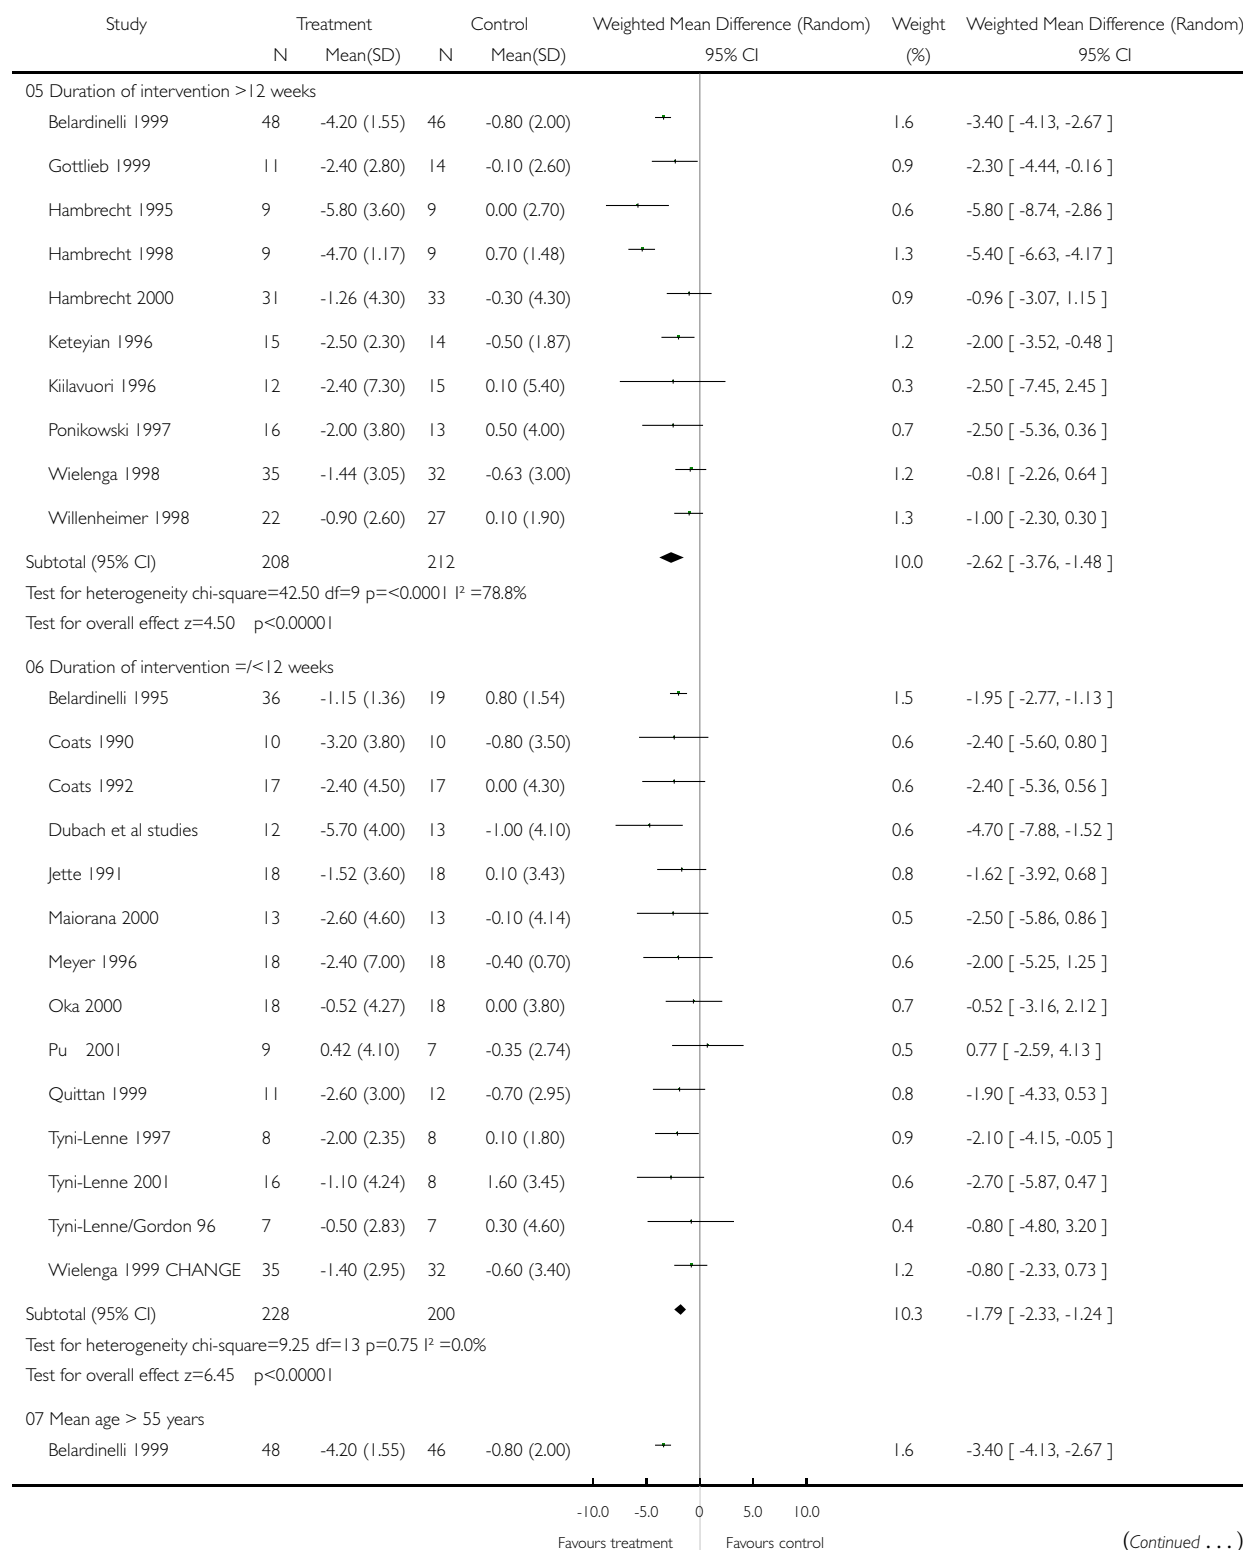 Study Treatment Control Weighted Mean Difference (Random) Weight Weighted Mean Difference (Random)
N Mean(SD) N Mean(SD) 95% CI (%) 95% CI
05 Duration of intervention >12 weeks
Belardinelli 1999 48 -4.20 (1.55) 46 -0.80 (2.00) 1.6 -3.40 [ -4.13, -2.67 ]
Gottlieb 1999 11 -2.40 (2.80) 14 -0.10 (2.60) 0.9 -2.30 [ -4.44, -0.16 ]
Hambrecht 1995 9 -5.80 (3.60) 9 0.00 (2.70) 0.6 -5.80 [ -8.74, -2.86 ]
Hambrecht 1998 9 -4.70 (1.17) 9 0.70 (1.48) 1.3 -5.40 [ -6.63, -4.17 ]
Hambrecht 2000 31 -1.26 (4.30) 33 -0.30 (4.30) 0.9 -0.96 [ -3.07, 1.15 ]
Keteyian 1996 15 -2.50 (2.30) 14 -0.50 (1.87) 1.2 -2.00 [ -3.52, -0.48 ]
Kiilavuori 1996 12 -2.40 (7.30) 15 0.10 (5.40) 0.3 -2.50 [ -7.45, 2.45 ]
Ponikowski 1997 16 -2.00 (3.80) 13 0.50 (4.00) 0.7 -2.50 [ -5.36, 0.36 ]
Wielenga 1998 35 -1.44 (3.05) 32 -0.63 (3.00) 1.2 -0.81 [ -2.26, 0.64 ]
Willenheimer 1998 22 -0.90 (2.60) 27 0.10 (1.90) 1.3 -1.00 [ -2.30, 0.30 ]
Subtotal (95% CI) 208 212 10.0 -2.62 [ -3.76, -1.48 ]
Test for heterogeneity chi-square=42.50 df=9 p=<0.0001 I² =78.8%
Test for overall effect z=4.50 p<0.00001
06 Duration of intervention =/<12 weeks
Belardinelli 1995 36 -1.15 (1.36) 19 0.80 (1.54) 1.5 -1.95 [ -2.77, -1.13 ]
Coats 1990 10 -3.20 (3.80) 10 -0.80 (3.50) 0.6 -2.40 [ -5.60, 0.80 ]
Coats 1992 17 -2.40 (4.50) 17 0.00 (4.30) 0.6 -2.40 [ -5.36, 0.56 ]
Dubach et al studies 12 -5.70 (4.00) 13 -1.00 (4.10) 0.6 -4.70 [ -7.88, -1.52 ]
Jette 1991 18 -1.52 (3.60) 18 0.10 (3.43) 0.8 -1.62 [ -3.92, 0.68 ]
Maiorana 2000 13 -2.60 (4.60) 13 -0.10 (4.14) 0.5 -2.50 [ -5.86, 0.86 ]
Meyer 1996 18 -2.40 (7.00) 18 -0.40 (0.70) 0.6 -2.00 [ -5.25, 1.25 ]
Oka 2000 18 -0.52 (4.27) 18 0.00 (3.80) 0.7 -0.52 [ -3.16, 2.12 ]
Pu 2001 9 0.42 (4.10) 7 -0.35 (2.74) 0.5 0.77 [ -2.59, 4.13 ]
Quittan 1999 11 -2.60 (3.00) 12 -0.70 (2.95) 0.8 -1.90 [ -4.33, 0.53 ]
Tyni-Lenne 1997 8 -2.00 (2.35) 8 0.10 (1.80) 0.9 -2.10 [ -4.15, -0.05 ]
Tyni-Lenne 2001 16 -1.10 (4.24) 8 1.60 (3.45) 0.6 -2.70 [ -5.87, 0.47 ]
Tyni-Lenne/Gordon 96 7 -0.50 (2.83) 7 0.30 (4.60) 0.4 -0.80 [ -4.80, 3.20 ]
Wielenga 1999 CHANGE 35 -1.40 (2.95) 32 -0.60 (3.40) 1.2 -0.80 [ -2.33, 0.73 ]
Subtotal (95% CI) 228 200 10.3 -1.79 [ -2.33, -1.24 ]
Test for heterogeneity chi-square=9.25 df=13 p=0.75 I² =0.0%
Test for overall effect z=6.45 p<0.00001
07 Mean age > 55 years
Belardinelli 1999 48 -4.20 (1.55) 46 -0.80 (2.00) 1.6 -3.40 [ -4.13, -2.67 ]
-10.0 -5.0 0 5.0 10.0
Favours treatment Favours control (Continued . . . )